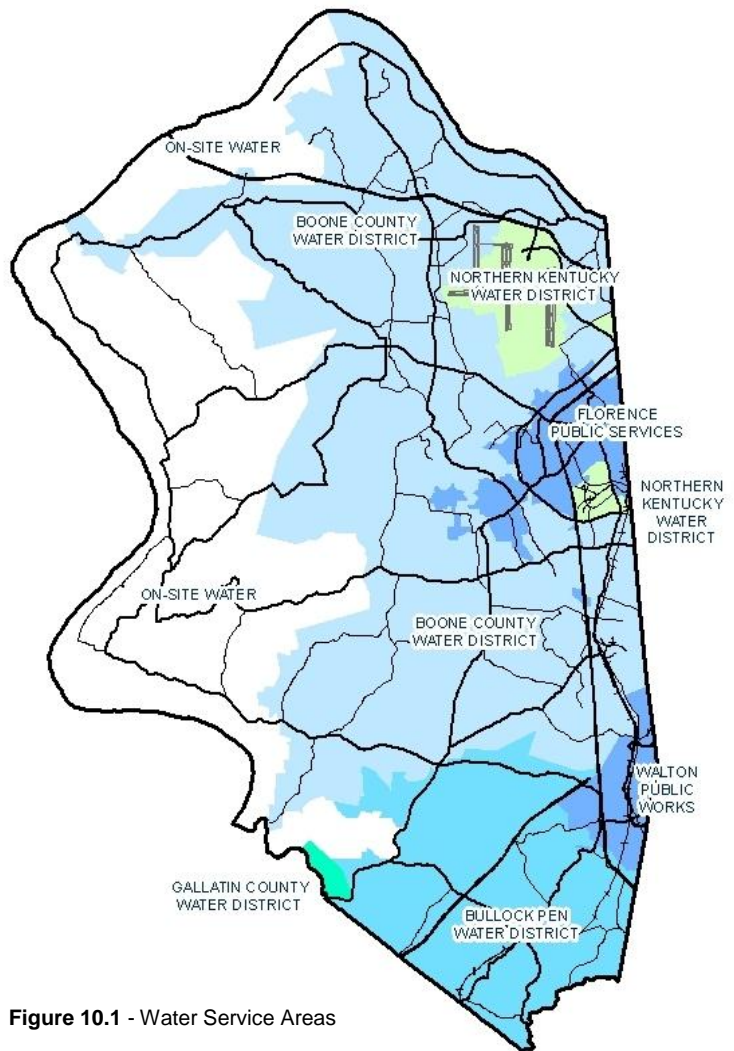 ON-SITE WATER
BOONE COUNTY
WATER DISTRICT
NORTHERN KENTUCKY
WATER DISTRICT
FLORENCE
PUBLIC SERVICES
NORTHERN
KENTUCKY
WATER
DISTRICT
ON-SITE WATER
BOONE COUNTY
WATER DISTRICT
WALTON
PUBLIC
WORKS
GALLATIN COUNTY
WATER DISTRICT
BULLOCK PEN
WATER DISTRICT
Figure 10.1 - Water Service Areas